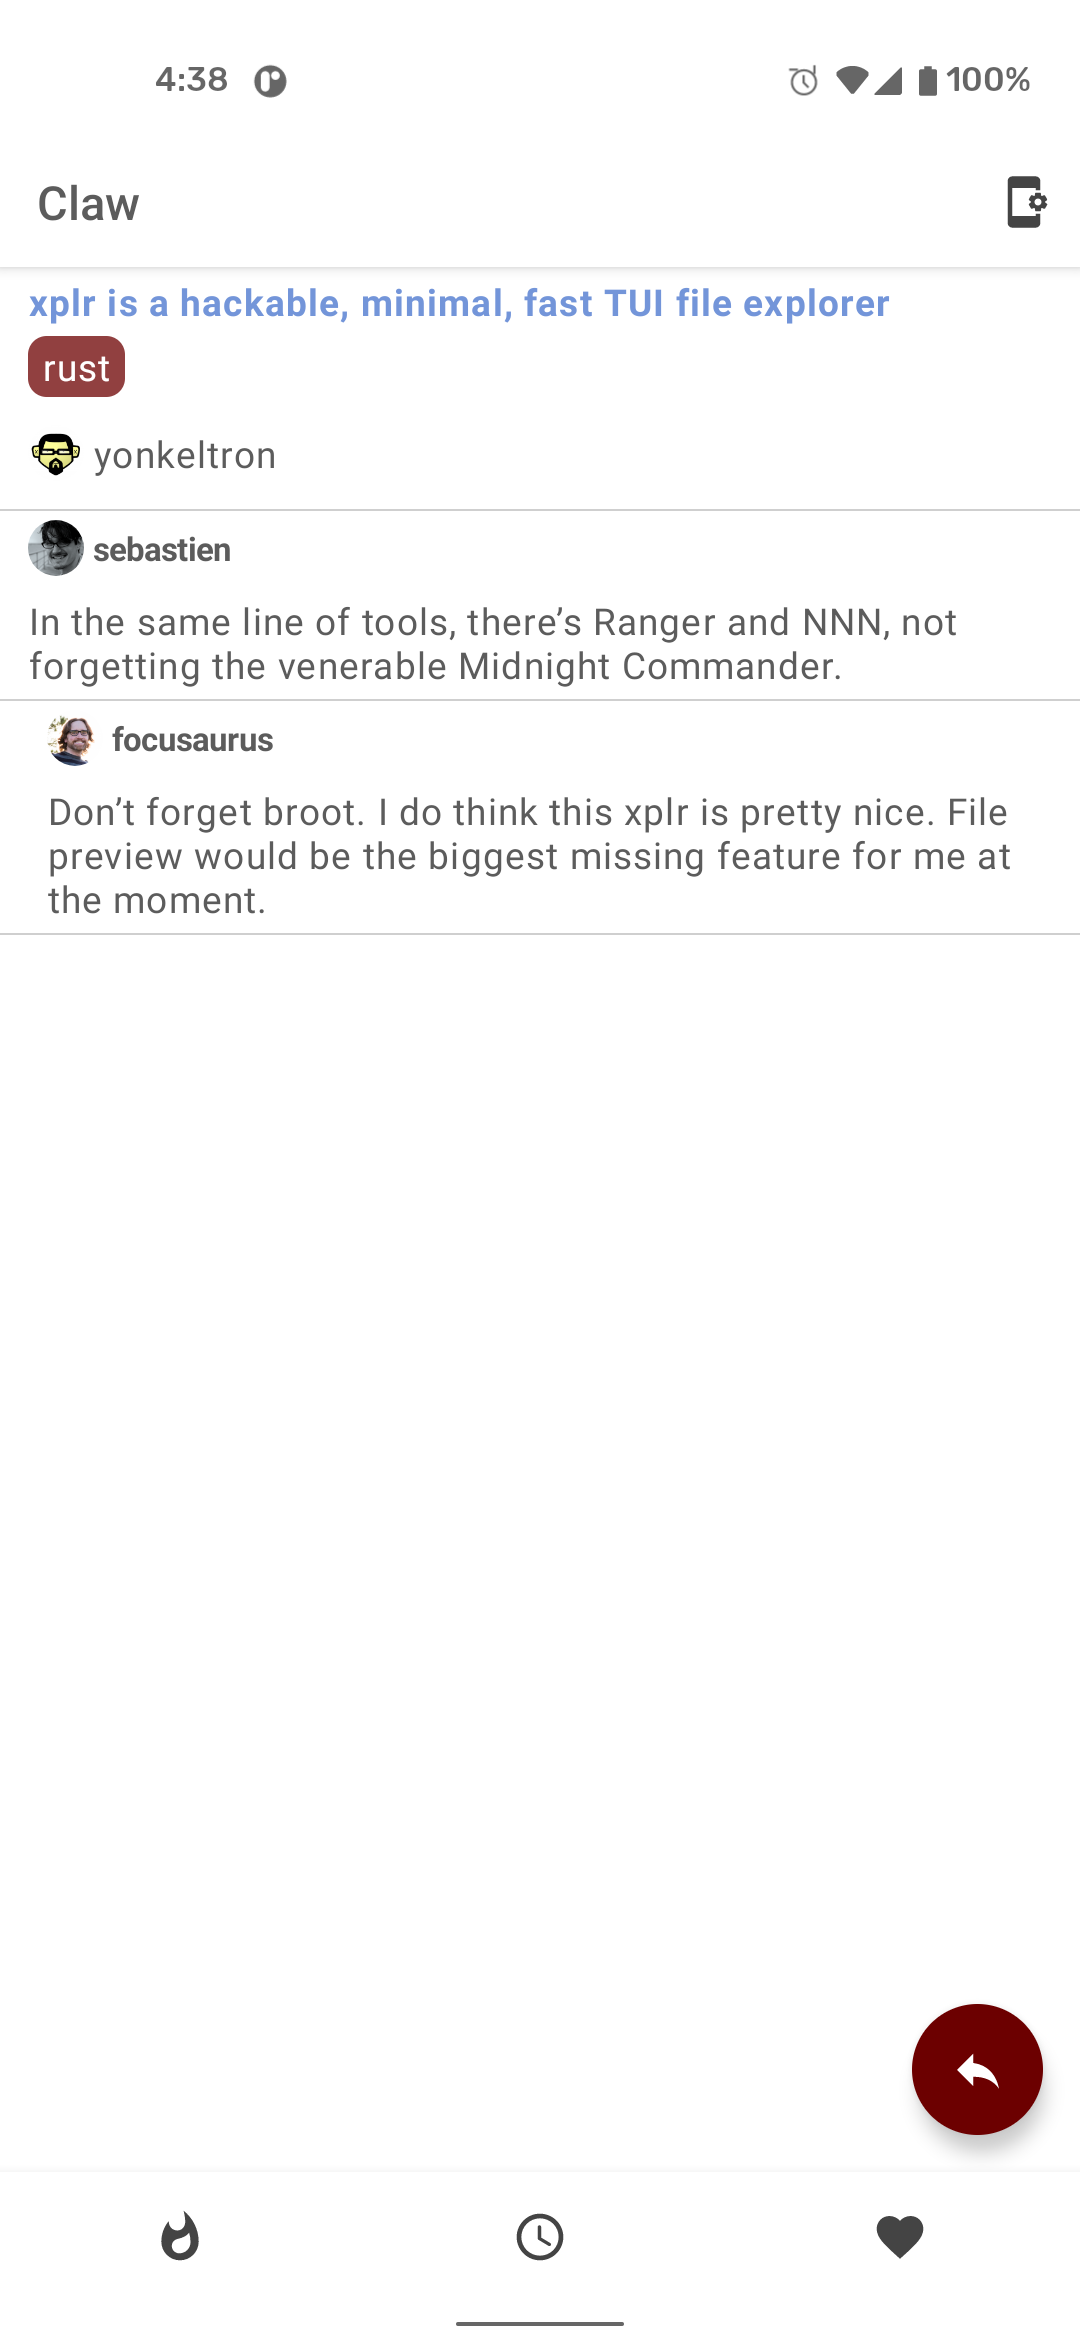 4:38
100%
Claw
xplr is a hackable, minimal, fast TUI file explorer
rust
yonkeltron
sebastien
In the same line of tools, there’s Ranger and NNN, not
forgetting the venerable Midnight Commander.
focusaurus
Don’t forget broot. I do think this xplr is pretty nice. File
preview would be the biggest missing feature for me at
the moment.